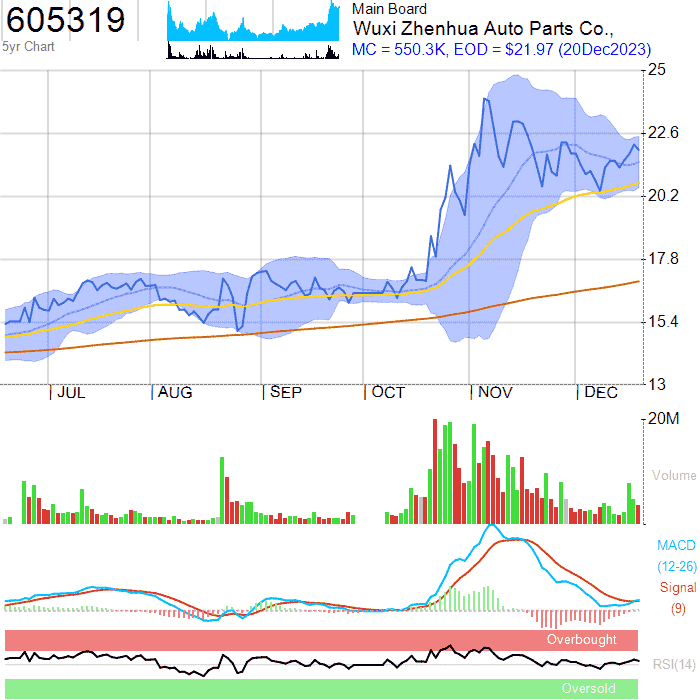 605319
5yr Chart
Main Board
Wuxi Zhenhua Auto Parts Co.,
MC = 550.3K, EOD = $21.97 (20Dec2023)
25
22.6
20.2
17.8
15.4
13
JUL
AUG
SEP
OCT
NOV
DEC
20M
Volume
MACD
(12-26)
Signal
(9)
Overbought
RSI(14)
Oversold